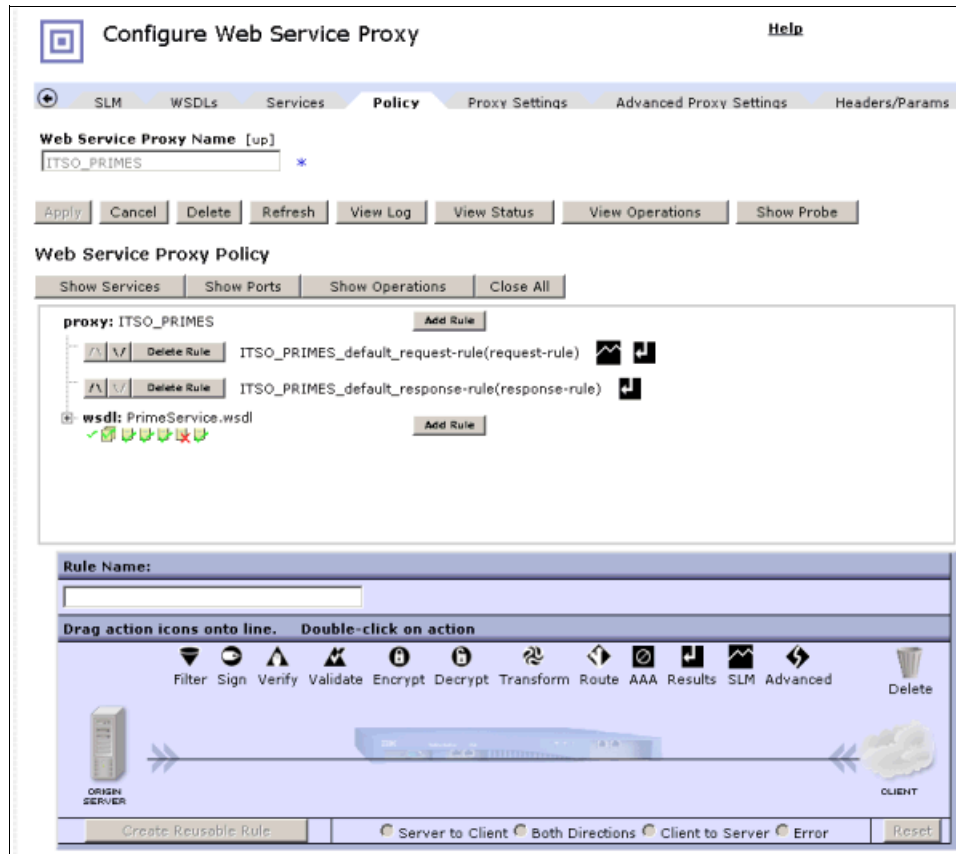 Configure Web Service Proxy
Help
SLM WSDLs Services Policy Proxy Settings Advanced Proxy Settings Headers/Params
Web Service Proxy Name [up]
ITSO_PRIMES *
Apply Cancel Delete Refresh View Log View Status View Operations Show Probe
Web Service Proxy Policy
Show Services Show Ports Show Operations Close All
proxy: ITSO_PRIMES Add Rule
Delete Rule ITSO_PRIMES_default_request-rule(request-rule)
Delete Rule ITSO_PRIMES_default_response-rule(response-rule)
wsdl: PrimeService.wsdl Add Rule
Rule Name:
Drag action icons onto line. Double-click on action
Filter Sign Verify Validate Encrypt Decrypt Transform Route AAA Results SLM Advanced
Delete
ORIGIN SERVER
CLIENT
Create Reusable Rule Server to Client Both Directions Client to Server Error Reset